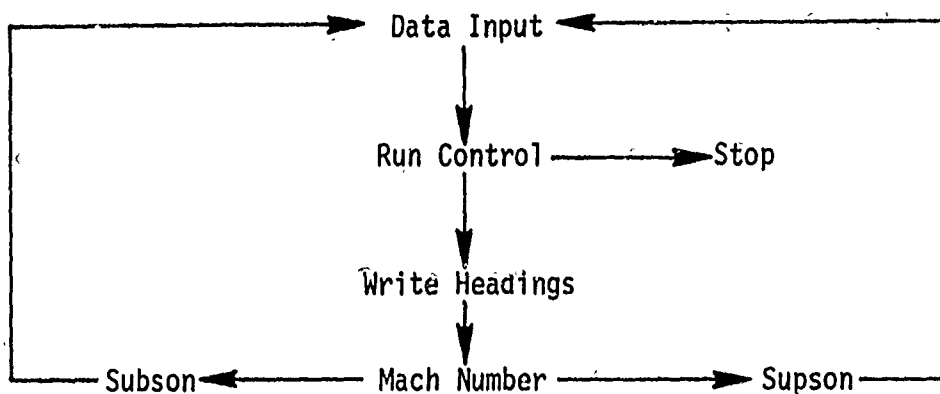 Data Input
Run Control
Stop
Write Headings
Subson
Mach Number
Supson